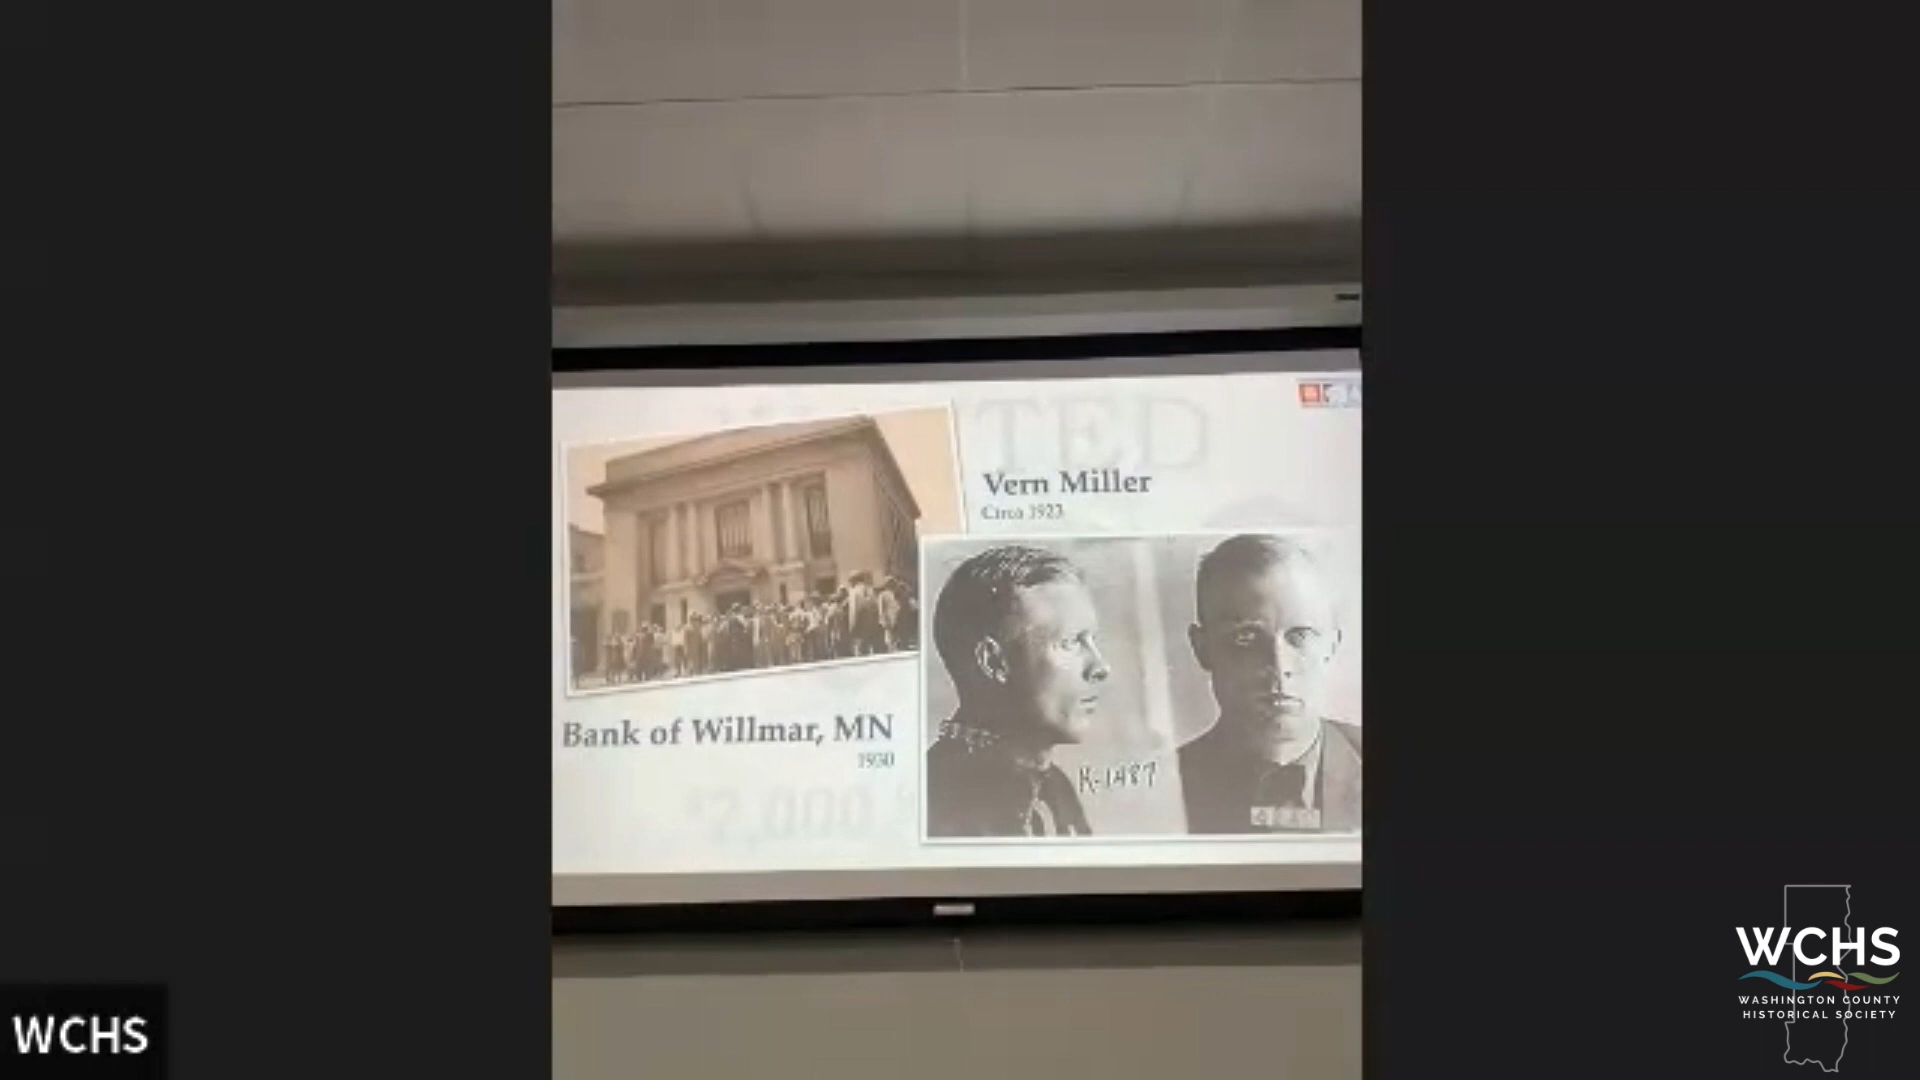 TED
Vern Miller
Circa 1923
K-1487
Bank of Willmar, MN
1930
WCHS
WCHS
WASHINGTON COUNTY
HISTORICAL SOCIETY